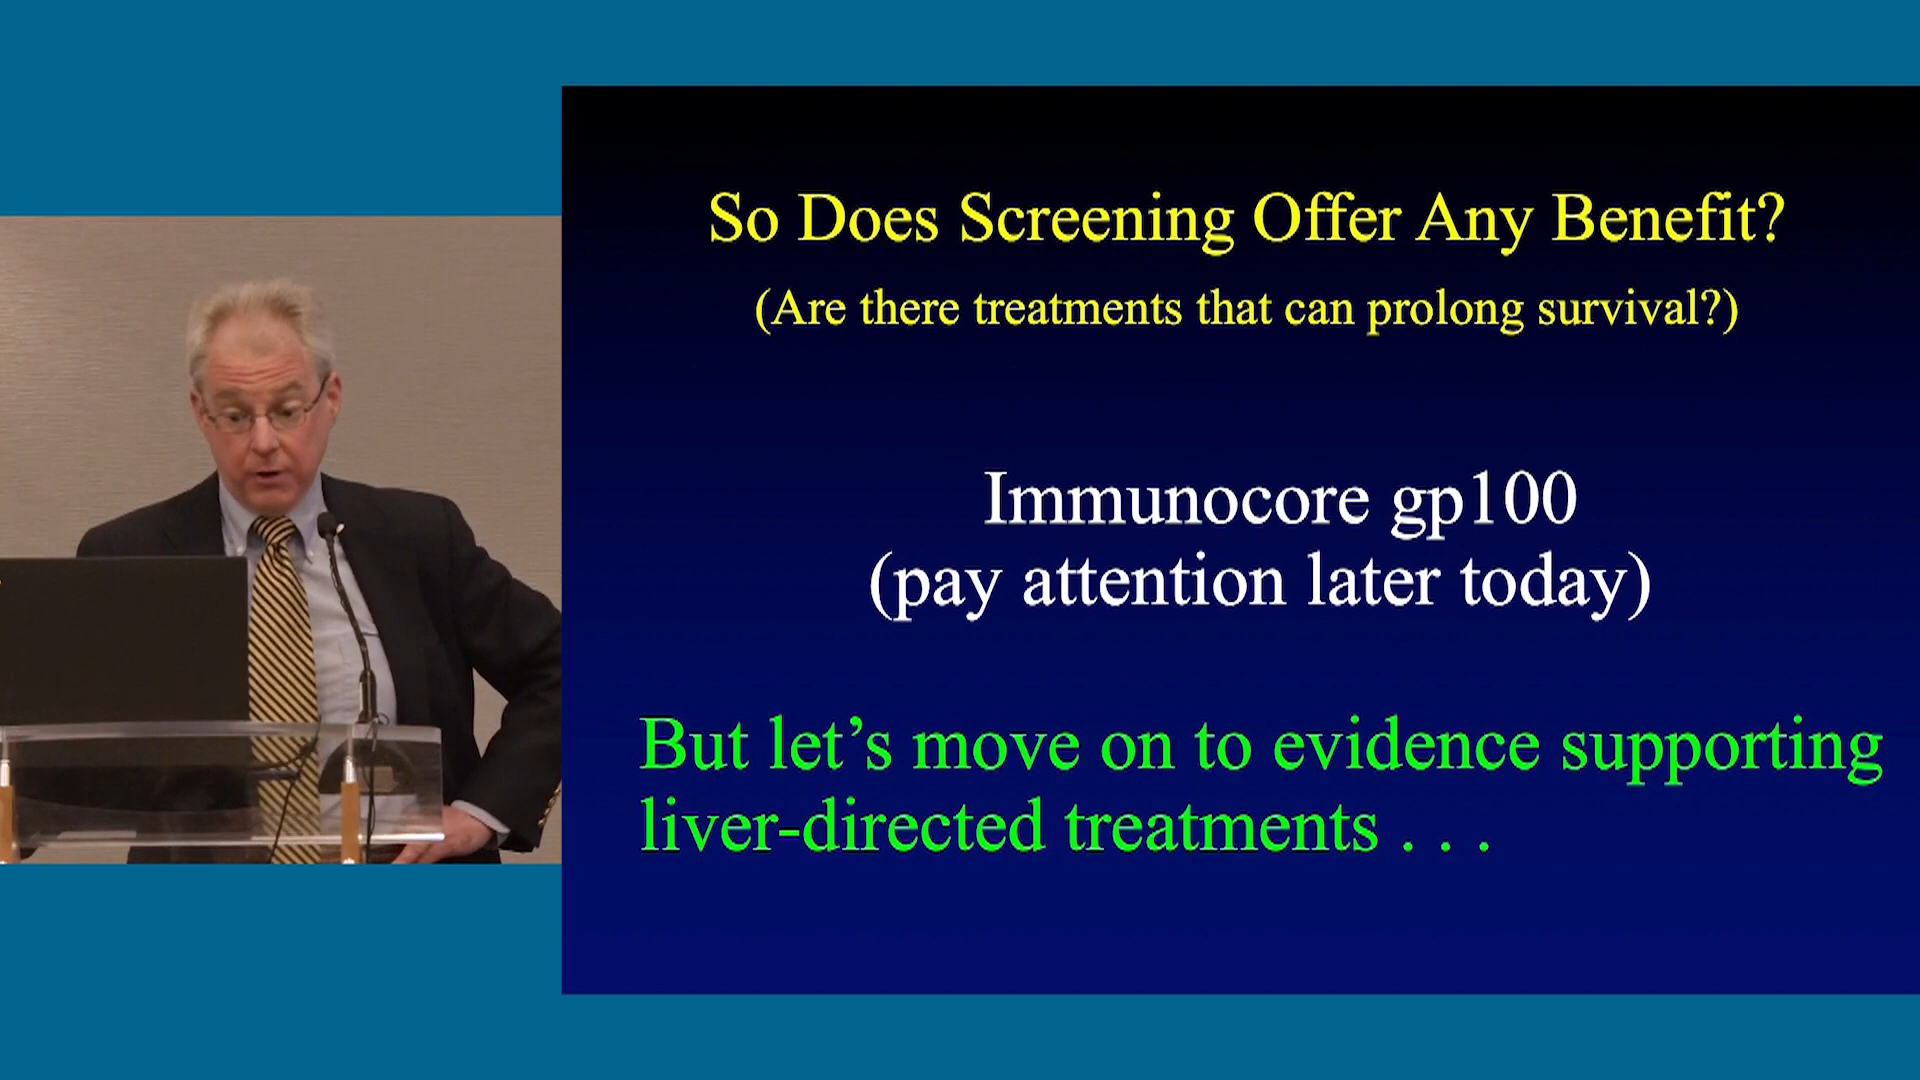 So Does Screening Offer Any Benefit?
(Are there treatments that can prolong survival?)
Immunocore gp100
(pay attention later today)
But let’s move on to evidence supporting
liver-directed treatments . . .